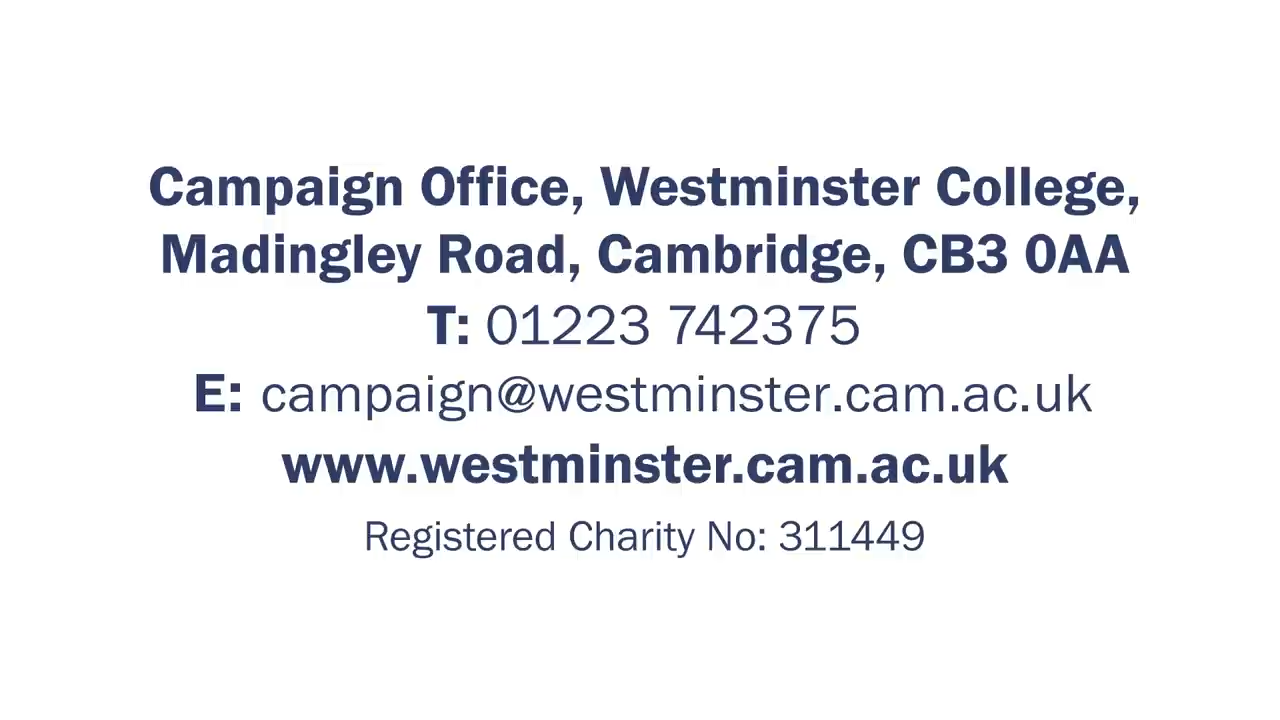 Campaign Office, Westminster College,
Madingley Road, Cambridge, CB3 0AA
T: 01223 742375
E: campaign@westminster.cam.ac.uk
www.westminster.cam.ac.uk
Registered Charity No: 311449